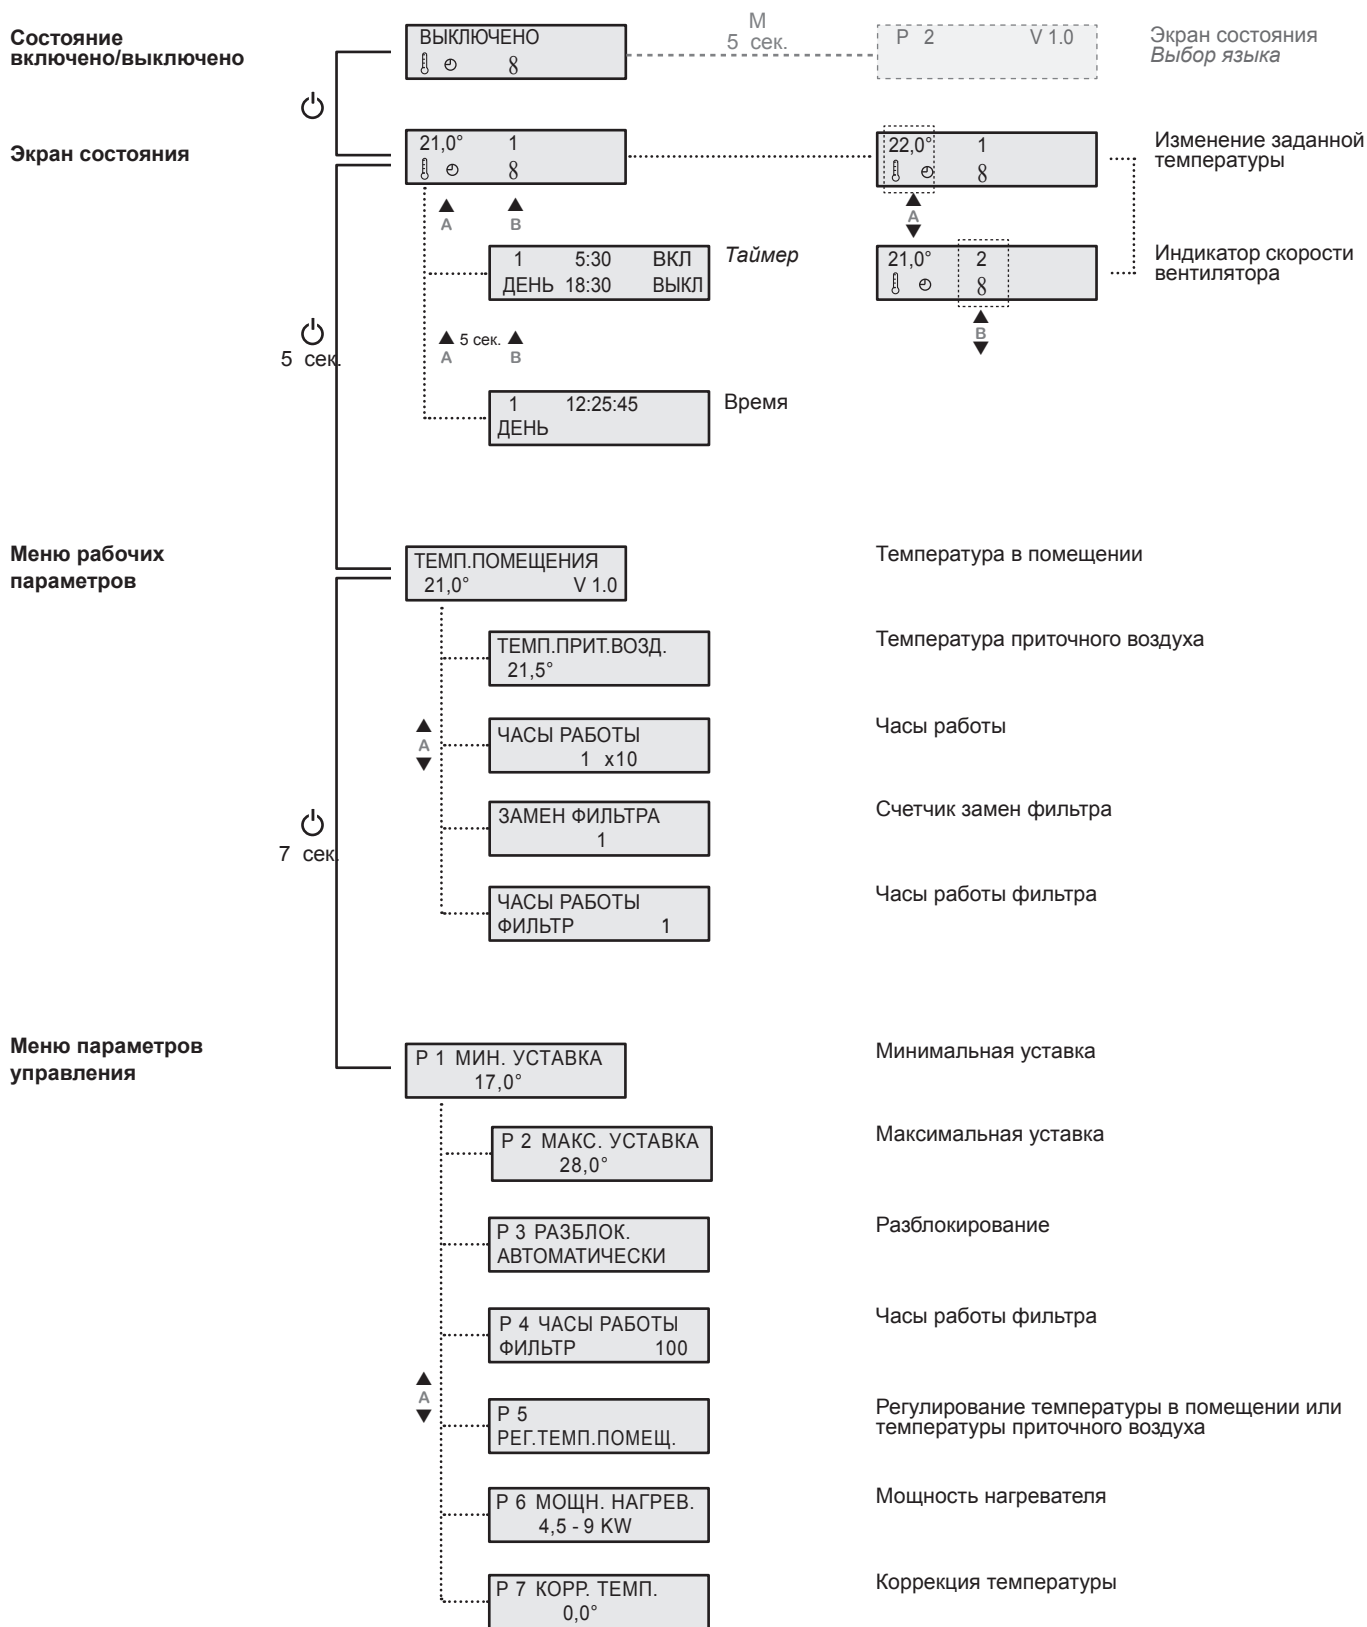 Состояние
включено/выключено
ВЫКЛЮЧЕНО
8
М
5 сек.
P 2 V 1.0
Экран состояния
Выбор языка
Экран состояния
21,0° 1
8
22,0° 1
8
Изменение заданной
температуры
A
B
A
1 5:30 ВКЛ
ДЕНЬ 18:30 ВЫКЛ
Таймер
21,0° 2
8
Индикатор скорости
вентилятора
B
5 сек.
5 сек.
A
B
1 12:25:45
ДЕНЬ
Время
Меню рабочих
параметров
ТЕМП.ПОМЕЩЕНИЯ
21,0° V 1.0
Температура в помещении
ТЕМП.ПРИТ.ВОЗД.
21,5°
Температура приточного воздуха
A
ЧАСЫ РАБОТЫ
1 x10
Часы работы
ЗАМЕН ФИЛЬТРА
1
Счетчик замен фильтра
7 сек.
ЧАСЫ РАБОТЫ
ФИЛЬТР 1
Часы работы фильтра
Меню параметров
управления
P 1 МИН. УСТАВКА
17,0°
Минимальная уставка
P 2 МАКС. УСТАВКА
28,0°
Максимальная уставка
P 3 РАЗБЛОК.
АВТОМАТИЧЕСКИ
Разблокирование
P 4 ЧАСЫ РАБОТЫ
ФИЛЬТР 100
Часы работы фильтра
A
P 5
РЕГ.ТЕМП.ПОМЕЩ.
Регулирование температуры в помещении или
температуры приточного воздуха
P 6 МОЩН. НАГРЕВ.
4,5 - 9 KW
Мощность нагревателя
P 7 КОРР. ТЕМП.
0,0°
Коррекция температуры